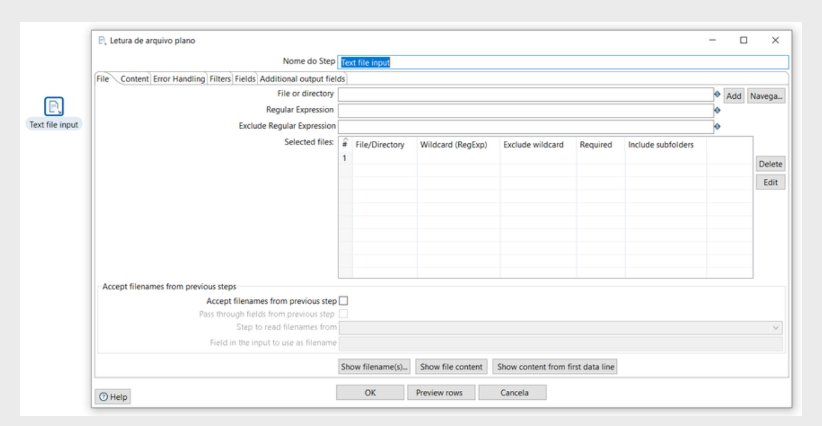 Letura de arquivo plano
Nome do Step Text file input
File Content Error Handling Filters Fields Additional output fields
File or directory Add Navega...
Regular Expression
Exclude Regular Expression
Selected files: # File/Directory Wildcard (RegExp) Exclude wildcard Required Include subfolders
1
Delete
Edit
Text file input
Accept filenames from previous steps
Accept filenames from previous step
Pass through fields from previous step
Step to read filenames from
Field in the input to use as filename
Show filename(s)... Show file content Show content from first data line
Help OK Preview rows Cancela